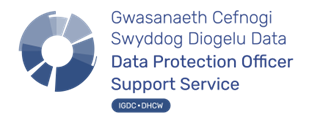 Gwasanaeth Cefnogi
Swyddog Diogelu Data
Data Protection Officer
Support Service
IGDC•DHCW